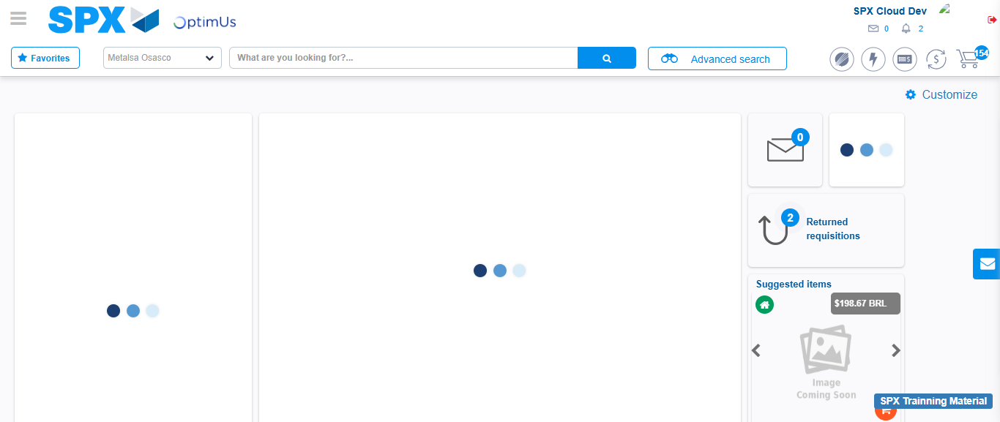 SPX OptimUs
SPX Cloud Dev
0 2
Favorites
Metalsa Osasco
What are you looking for?...
Advanced search
154
Customize
0
2
Returned
requisitions
Suggested items
$198.67 BRL
Image
Coming Soon
SPX Trainning Material